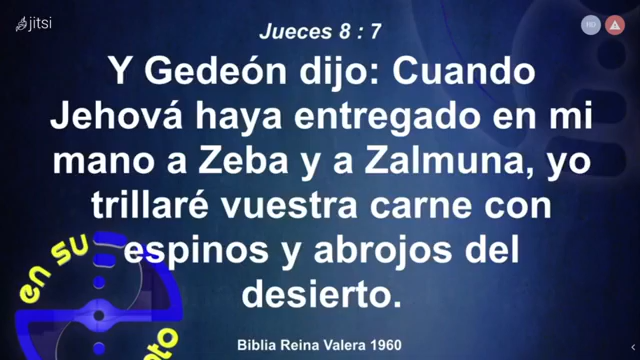 jitsi
HD
Jueces 8 : 7
Y Gedeón dijo: Cuando
Jehová haya entregado en mi
mano a Zeba y a Zalmuna, yo
trillaré vuestra carne con
espinos y abrojos del
desierto.
en su
Biblia Reina Valera 1960